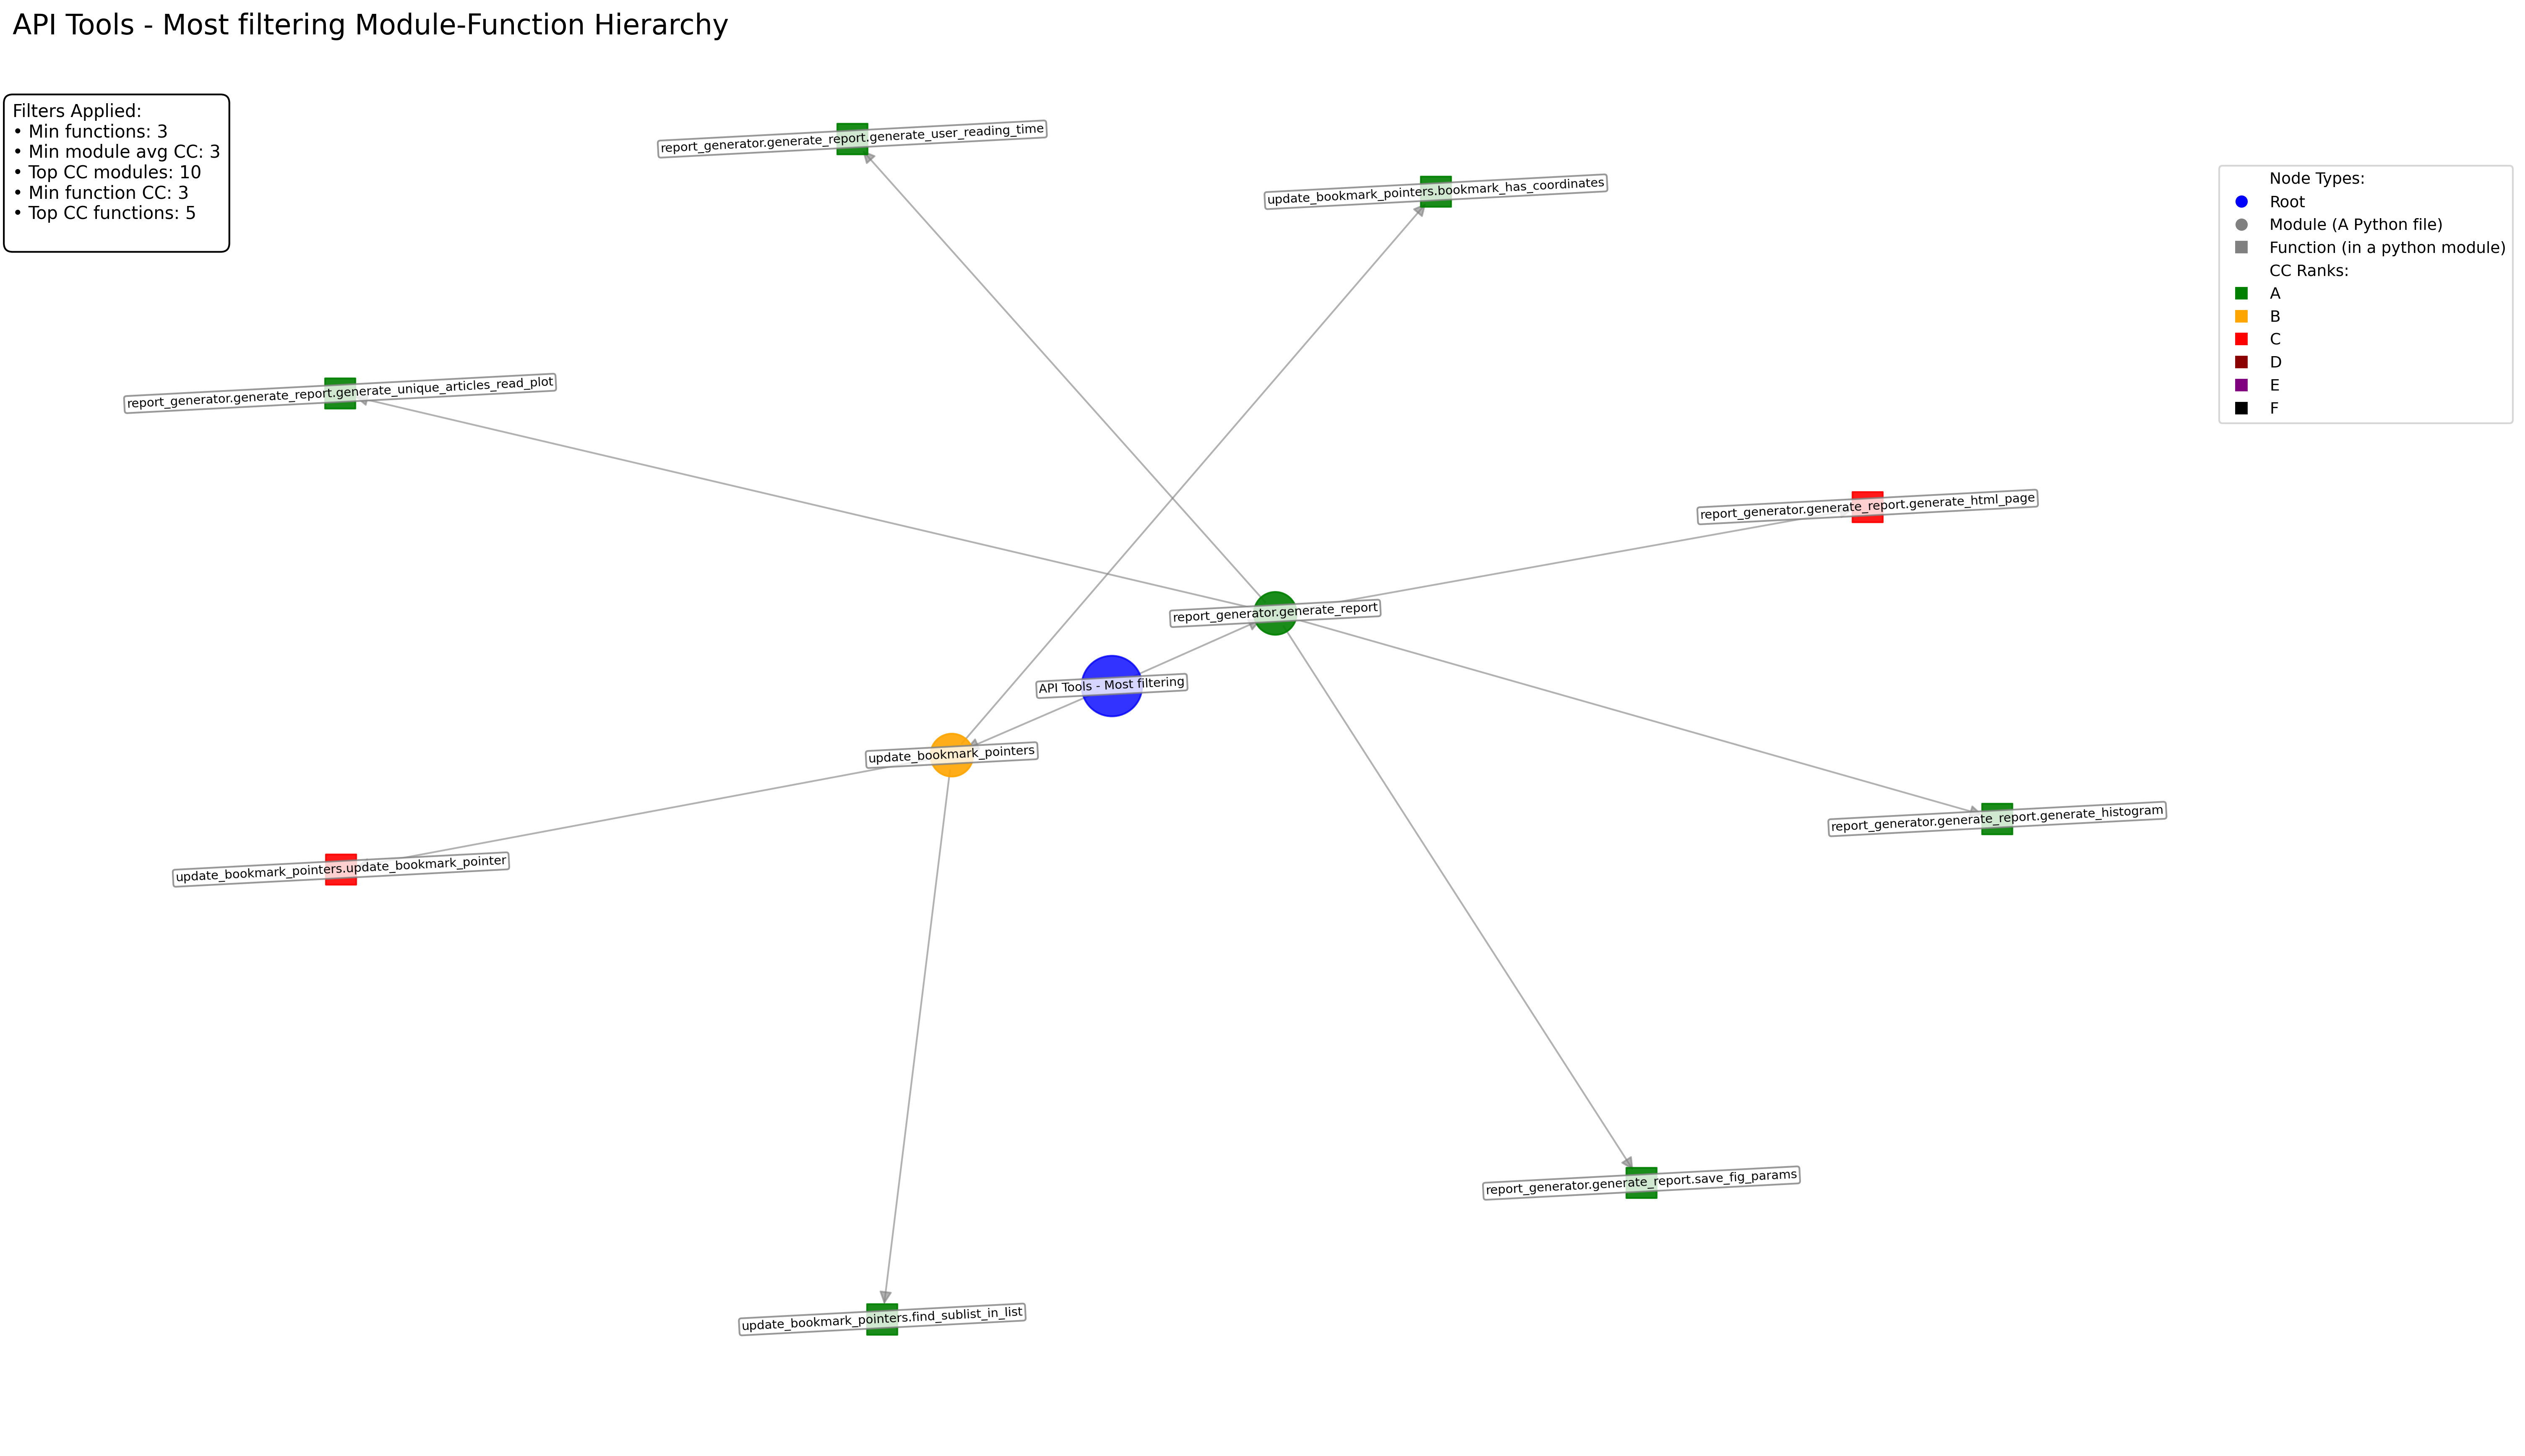 API Tools - Most filtering Module-Function Hierarchy
Filters Applied:
• Min functions: 3
• Min module avg CC: 3
• Top CC modules: 10
• Min function CC: 3
• Top CC functions: 5
report_generator.generate_report.generate_user_reading_time
update_bookmark_pointers.bookmark_has_coordinates
Node Types:
Root
Module (A Python file)
Function (in a python module)
CC Ranks:
A
B
C
D
E
F
report_generator.generate_report.generate_unique_articles_read_plot
report_generator.generate_report.generate_html_page
report_generator.generate_report
API Tools - Most filtering
update_bookmark_pointers
report_generator.generate_report.generate_histogram
update_bookmark_pointers.update_bookmark_pointer
report_generator.generate_report.save_fig_params
update_bookmark_pointers.find_sublist_in_list